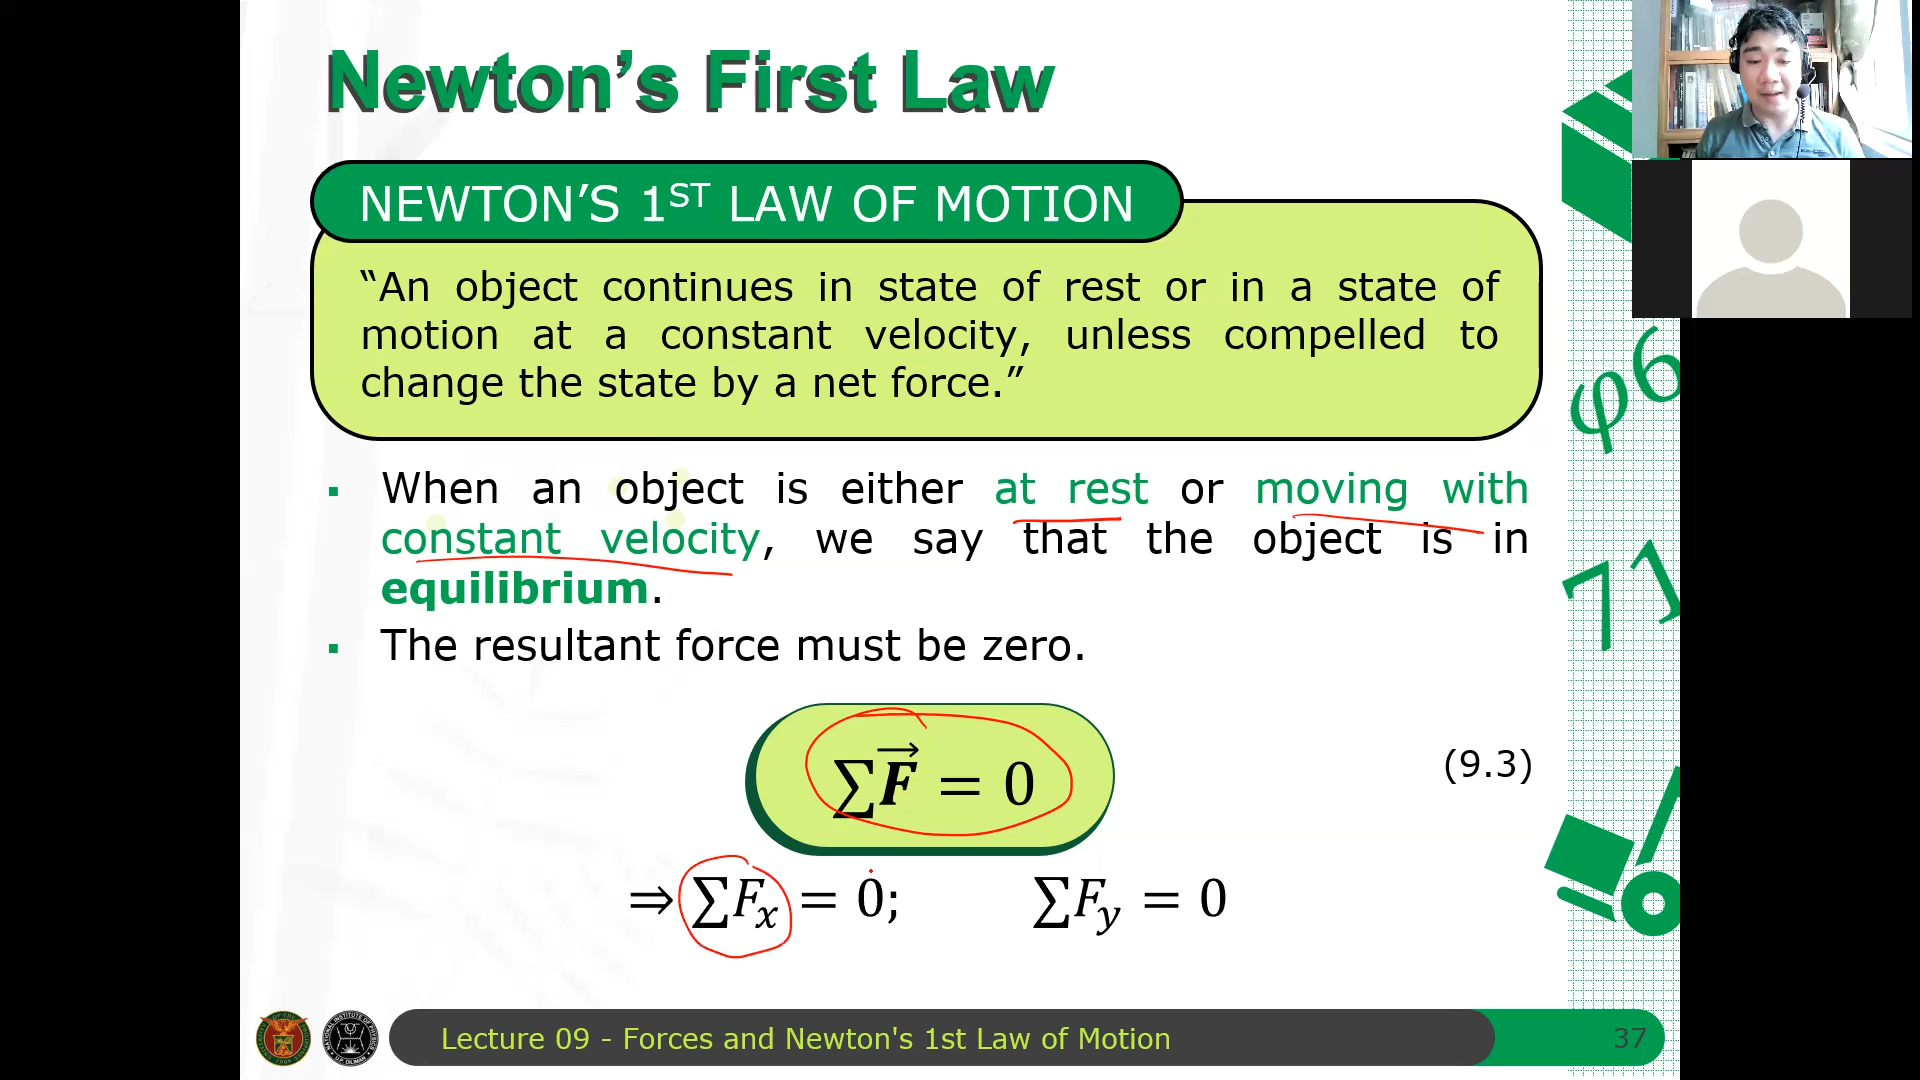 Newton’s First Law
NEWTON’S 1ST LAW OF MOTION
“An object continues in state of rest or in a state of
motion at a constant velocity, unless compelled to
change the state by a net force.”
▪ When an object is either at rest or moving with
constant velocity, we say that the object is in
equilibrium.
▪ The resultant force must be zero.
∑F⃗ = 0
(9.3)
⇒ ∑Fₓ = 0; ∑F_y = 0
φ6
71
Lecture 09 - Forces and Newton's 1st Law of Motion
37